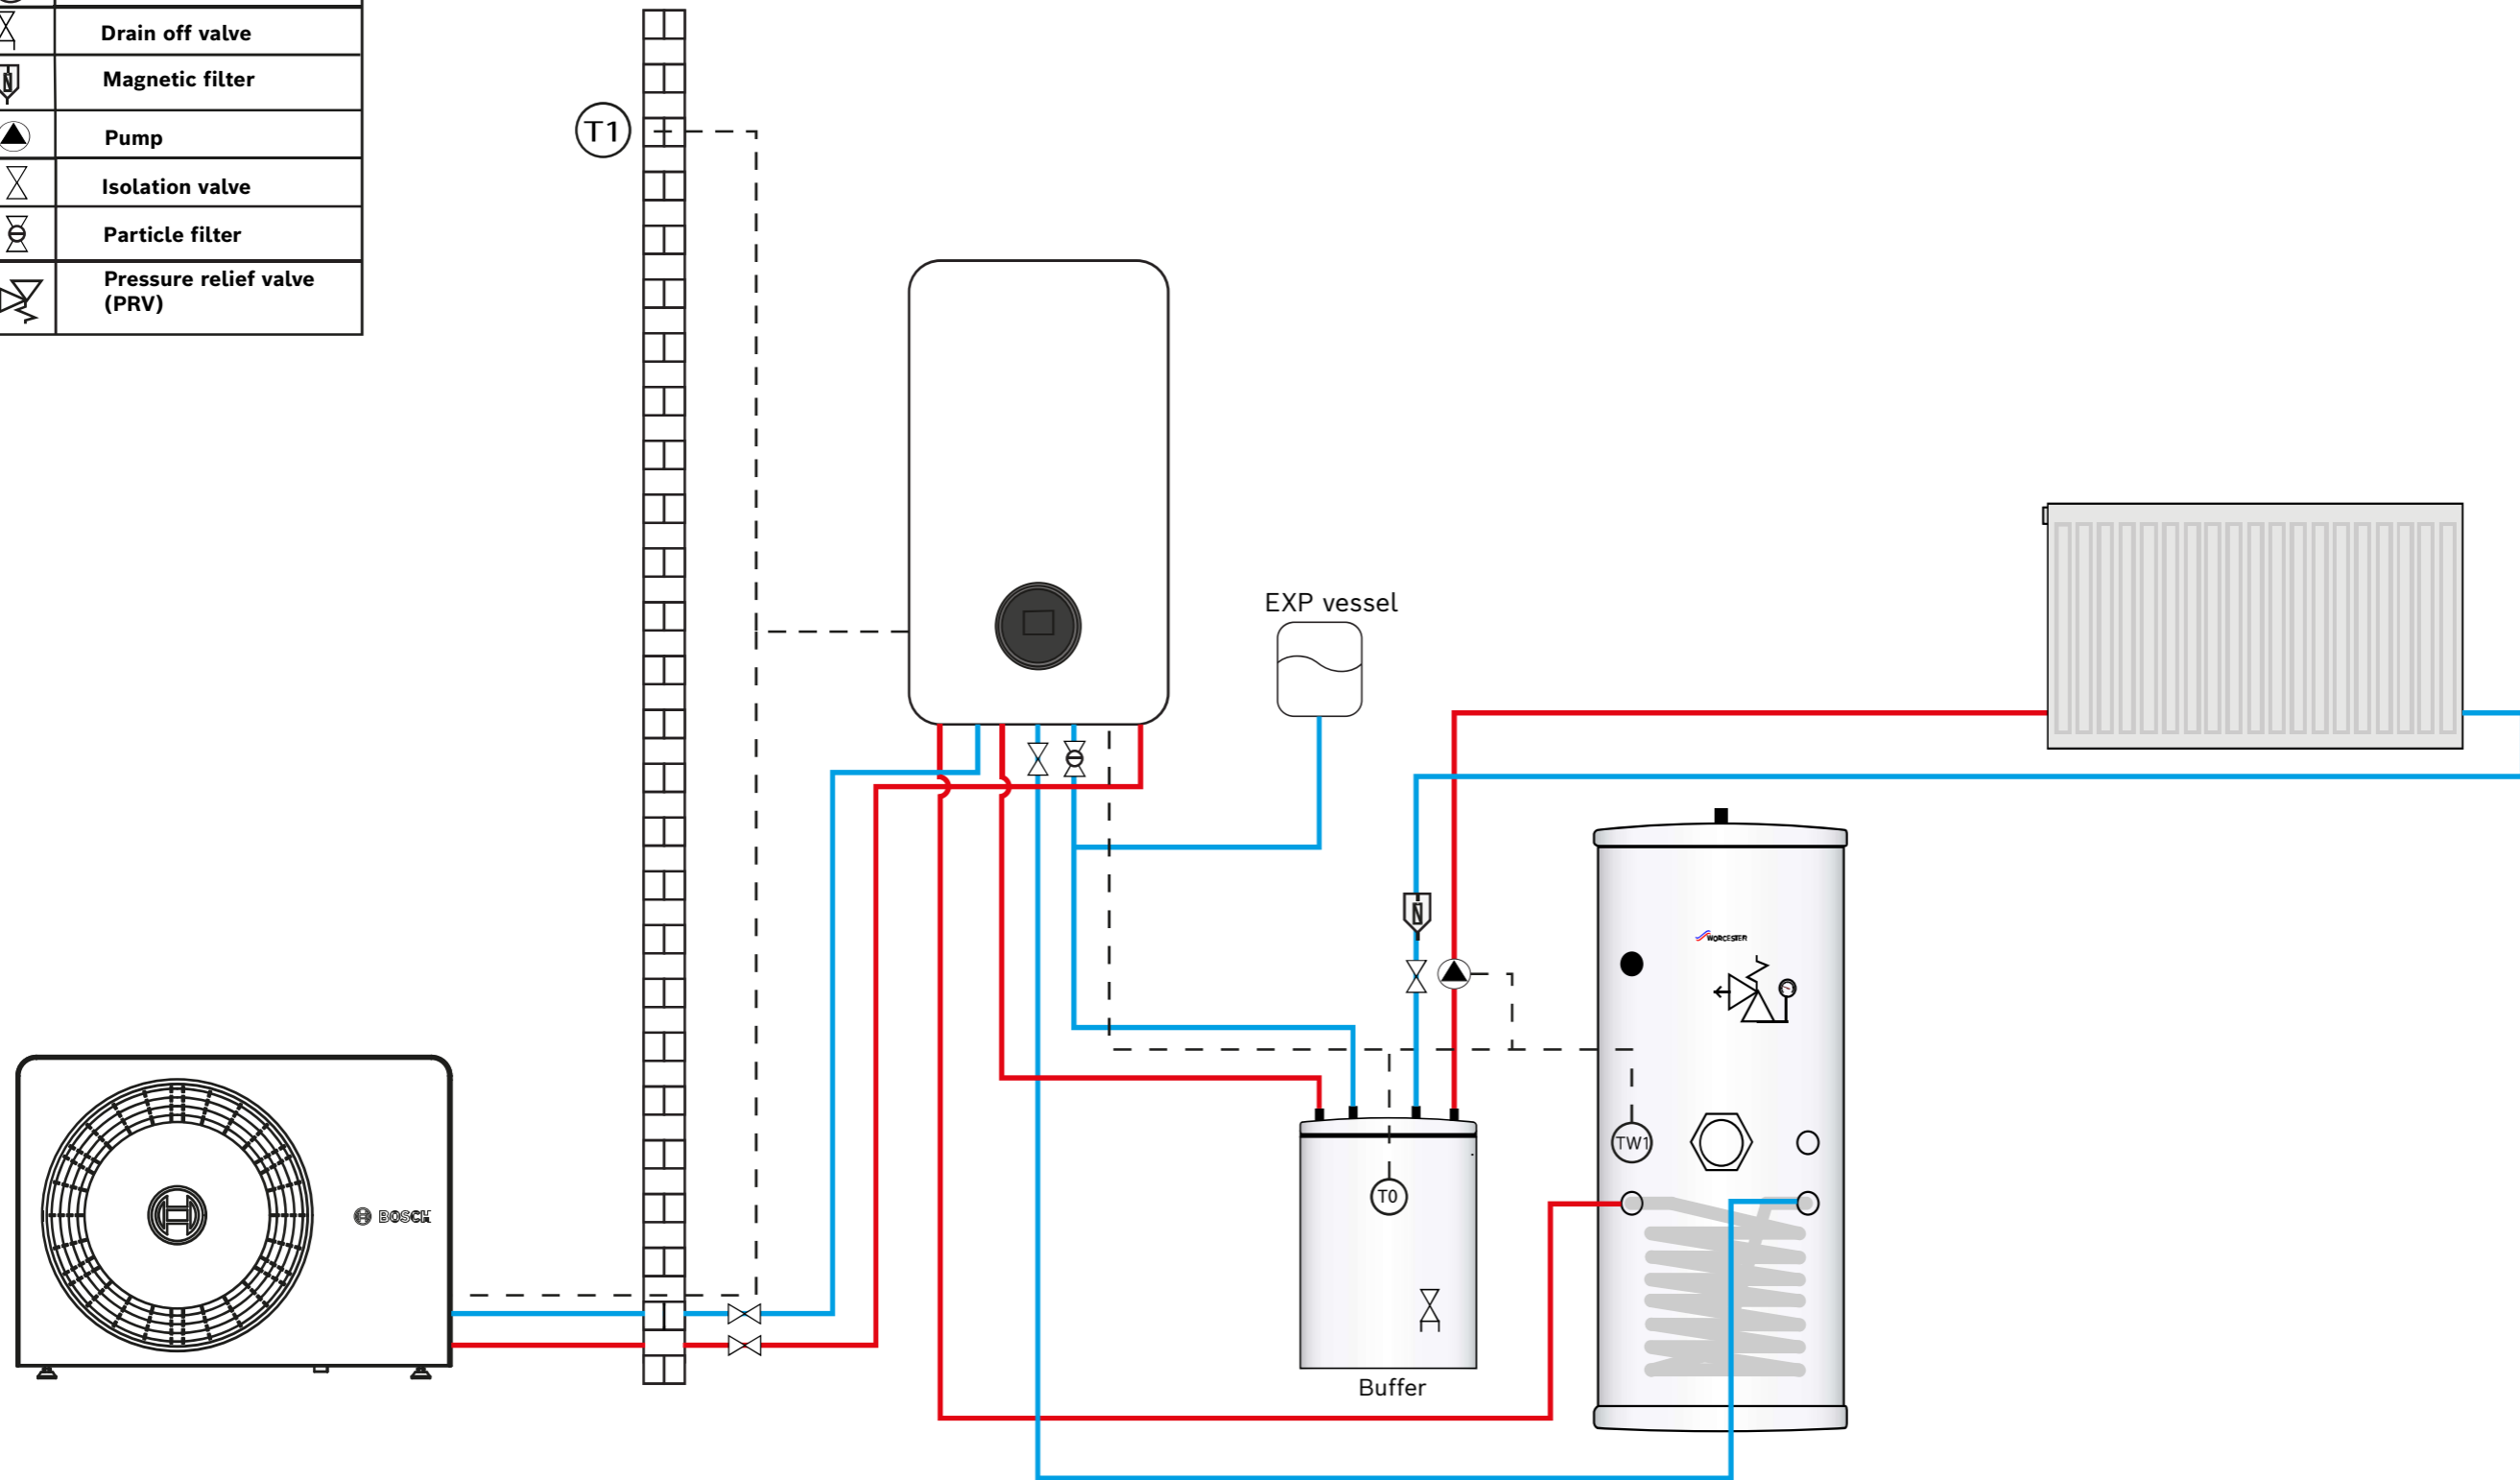 Drain off valve
Magnetic filter
Pump
Isolation valve
Particle filter
Pressure relief valve
(PRV)
T1
EXP vessel
WORCESTER
TW1
T0
BOSCH
Buffer